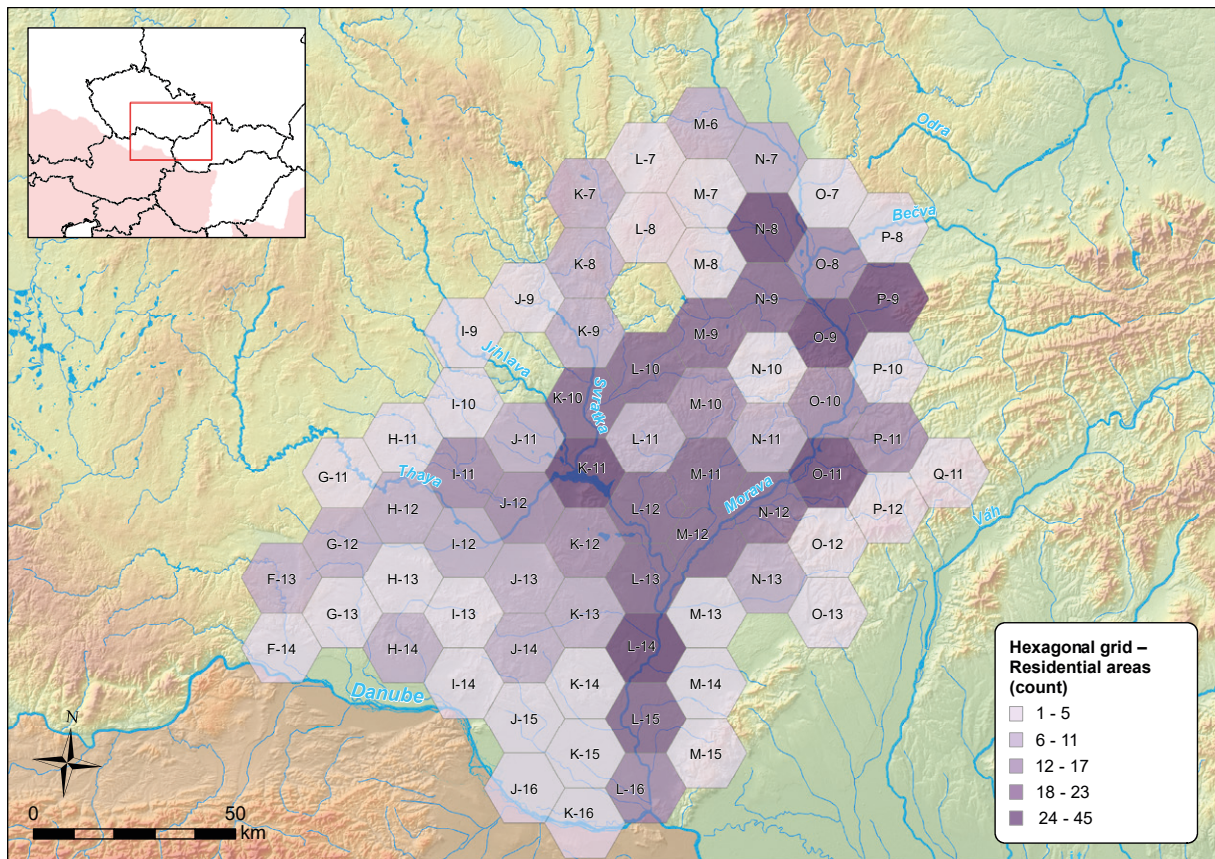 M-6
Odra
L-7
N-7
K-7
M-7
O-7
Bečva
L-8
N-8
P-8
K-8
M-8
O-8
J-9
N-9
P-9
I-9
K-9
M-9
O-9
Jihlava
L-10
N-10
P-10
Svratka
K-10
I-10
M-10
O-10
H-11
J-11
L-11
N-11
P-11
G-11
Thaya
I-11
K-11
M-11
O-11
Q-11
Morava
Váh
H-12
J-12
L-12
N-12
P-12
G-12
I-12
K-12
M-12
O-12
F-13
H-13
J-13
L-13
N-13
G-13
I-13
K-13
M-13
O-13
F-14
H-14
J-14
L-14
I-14
K-14
M-14
Danube
J-15
L-15
K-15
M-15
J-16
L-16
K-16
N
0
50
km
Hexagonal grid –
Residential areas
(count)
1 - 5
6 - 11
12 - 17
18 - 23
24 - 45